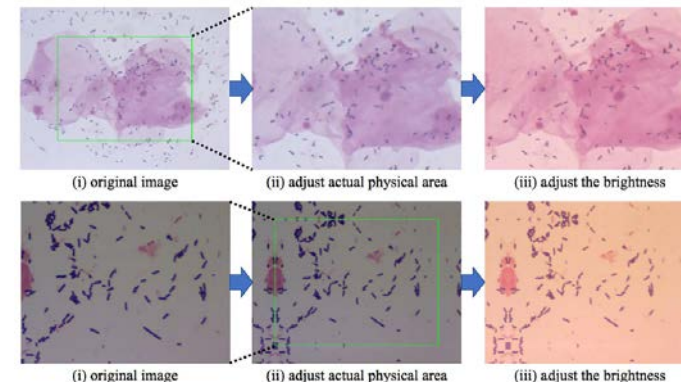 (i) original image
(ii) adjust actual physical area
(iii) adjust the brightness
(i) original image
(ii) adjust actual physical area
(iii) adjust the brightness